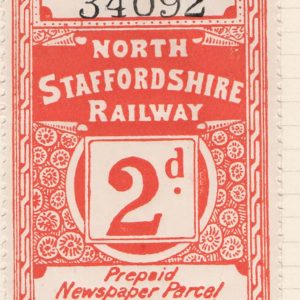 34092
NORTH
STAFFORDSHIRE
RAILWAY
2d.
Prepaid
Newspaper Parcel